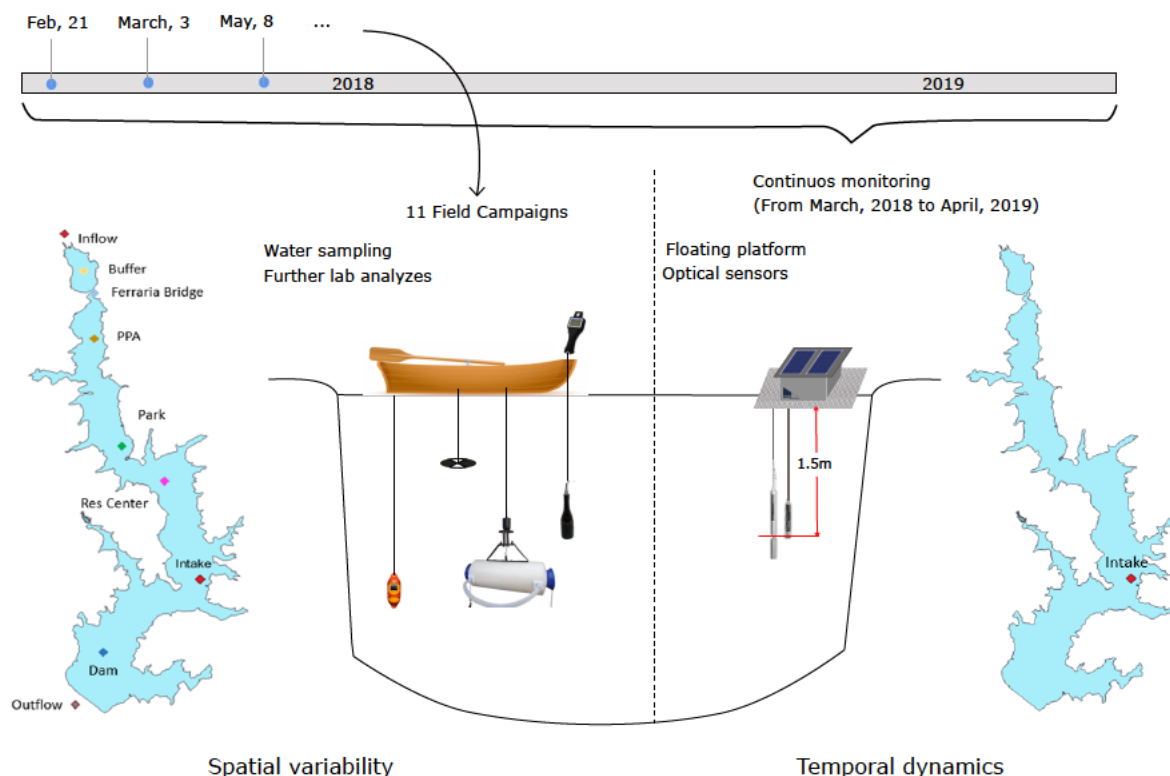 Feb, 21
March, 3
May, 8
...
2018
2019
11 Field Campaigns
Continuos monitoring
(From March, 2018 to April, 2019)
Water sampling
Further lab analyzes
Floating platform
Optical sensors
Inflow
Buffer
Ferraria Bridge
PPA
Park
Res Center
Intake
Dam
Outflow
1.5m
Intake
Spatial variability
Temporal dynamics